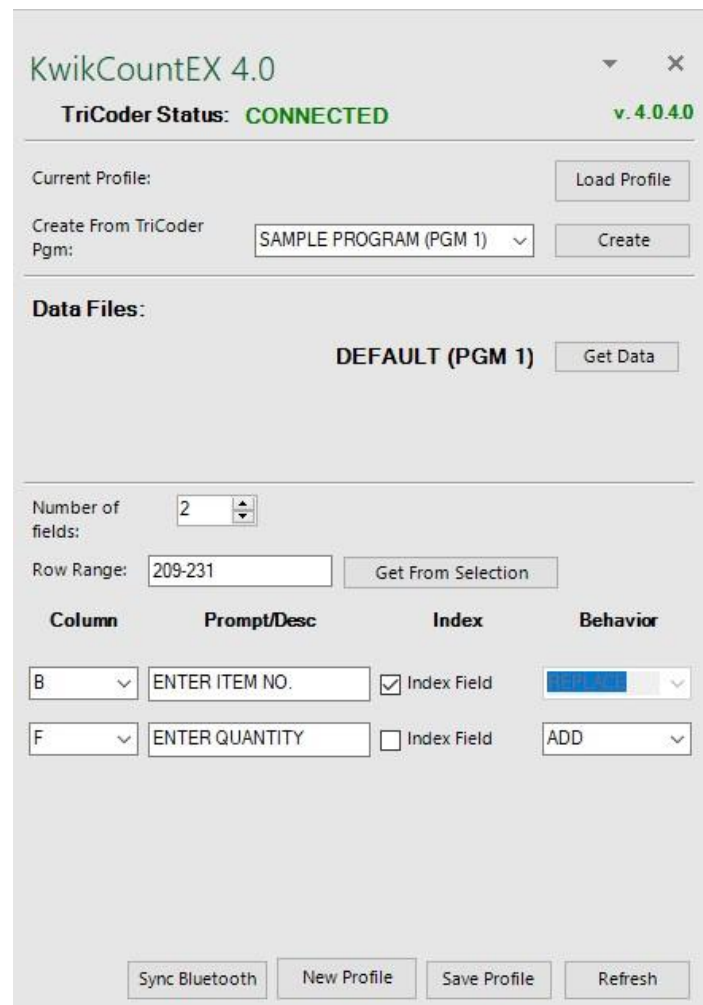 KwikCountEX 4.0
TriCoder Status: CONNECTED v. 4.0.4.0
Current Profile: Load Profile
Create From TriCoder
Pgm: SAMPLE PROGRAM (PGM 1) Create
Data Files:
DEFAULT (PGM 1) Get Data
Number of
fields: 2
Row Range: 209-231 Get From Selection
Column Prompt/Desc Index Behavior
B ENTER ITEM NO. Index Field REPLACE
F ENTER QUANTITY Index Field ADD
Sync Bluetooth New Profile Save Profile Refresh